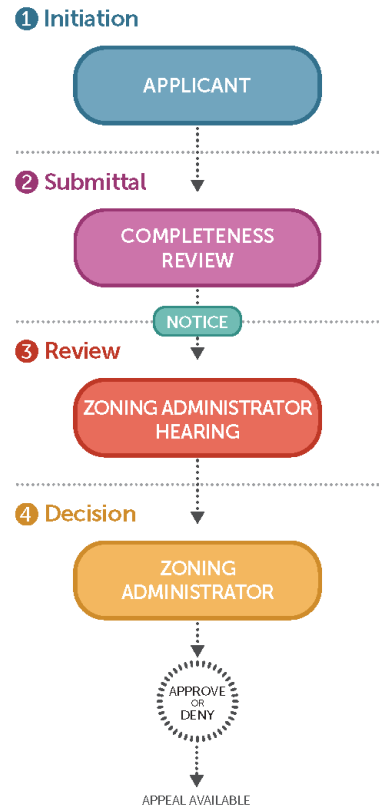 1 Initiation
APPLICANT
2 Submittal
COMPLETENESS
REVIEW
NOTICE
3 Review
ZONING ADMINISTRATOR
HEARING
4 Decision
ZONING
ADMINISTRATOR
APPROVE
OR
DENY
APPEAL AVAILABLE